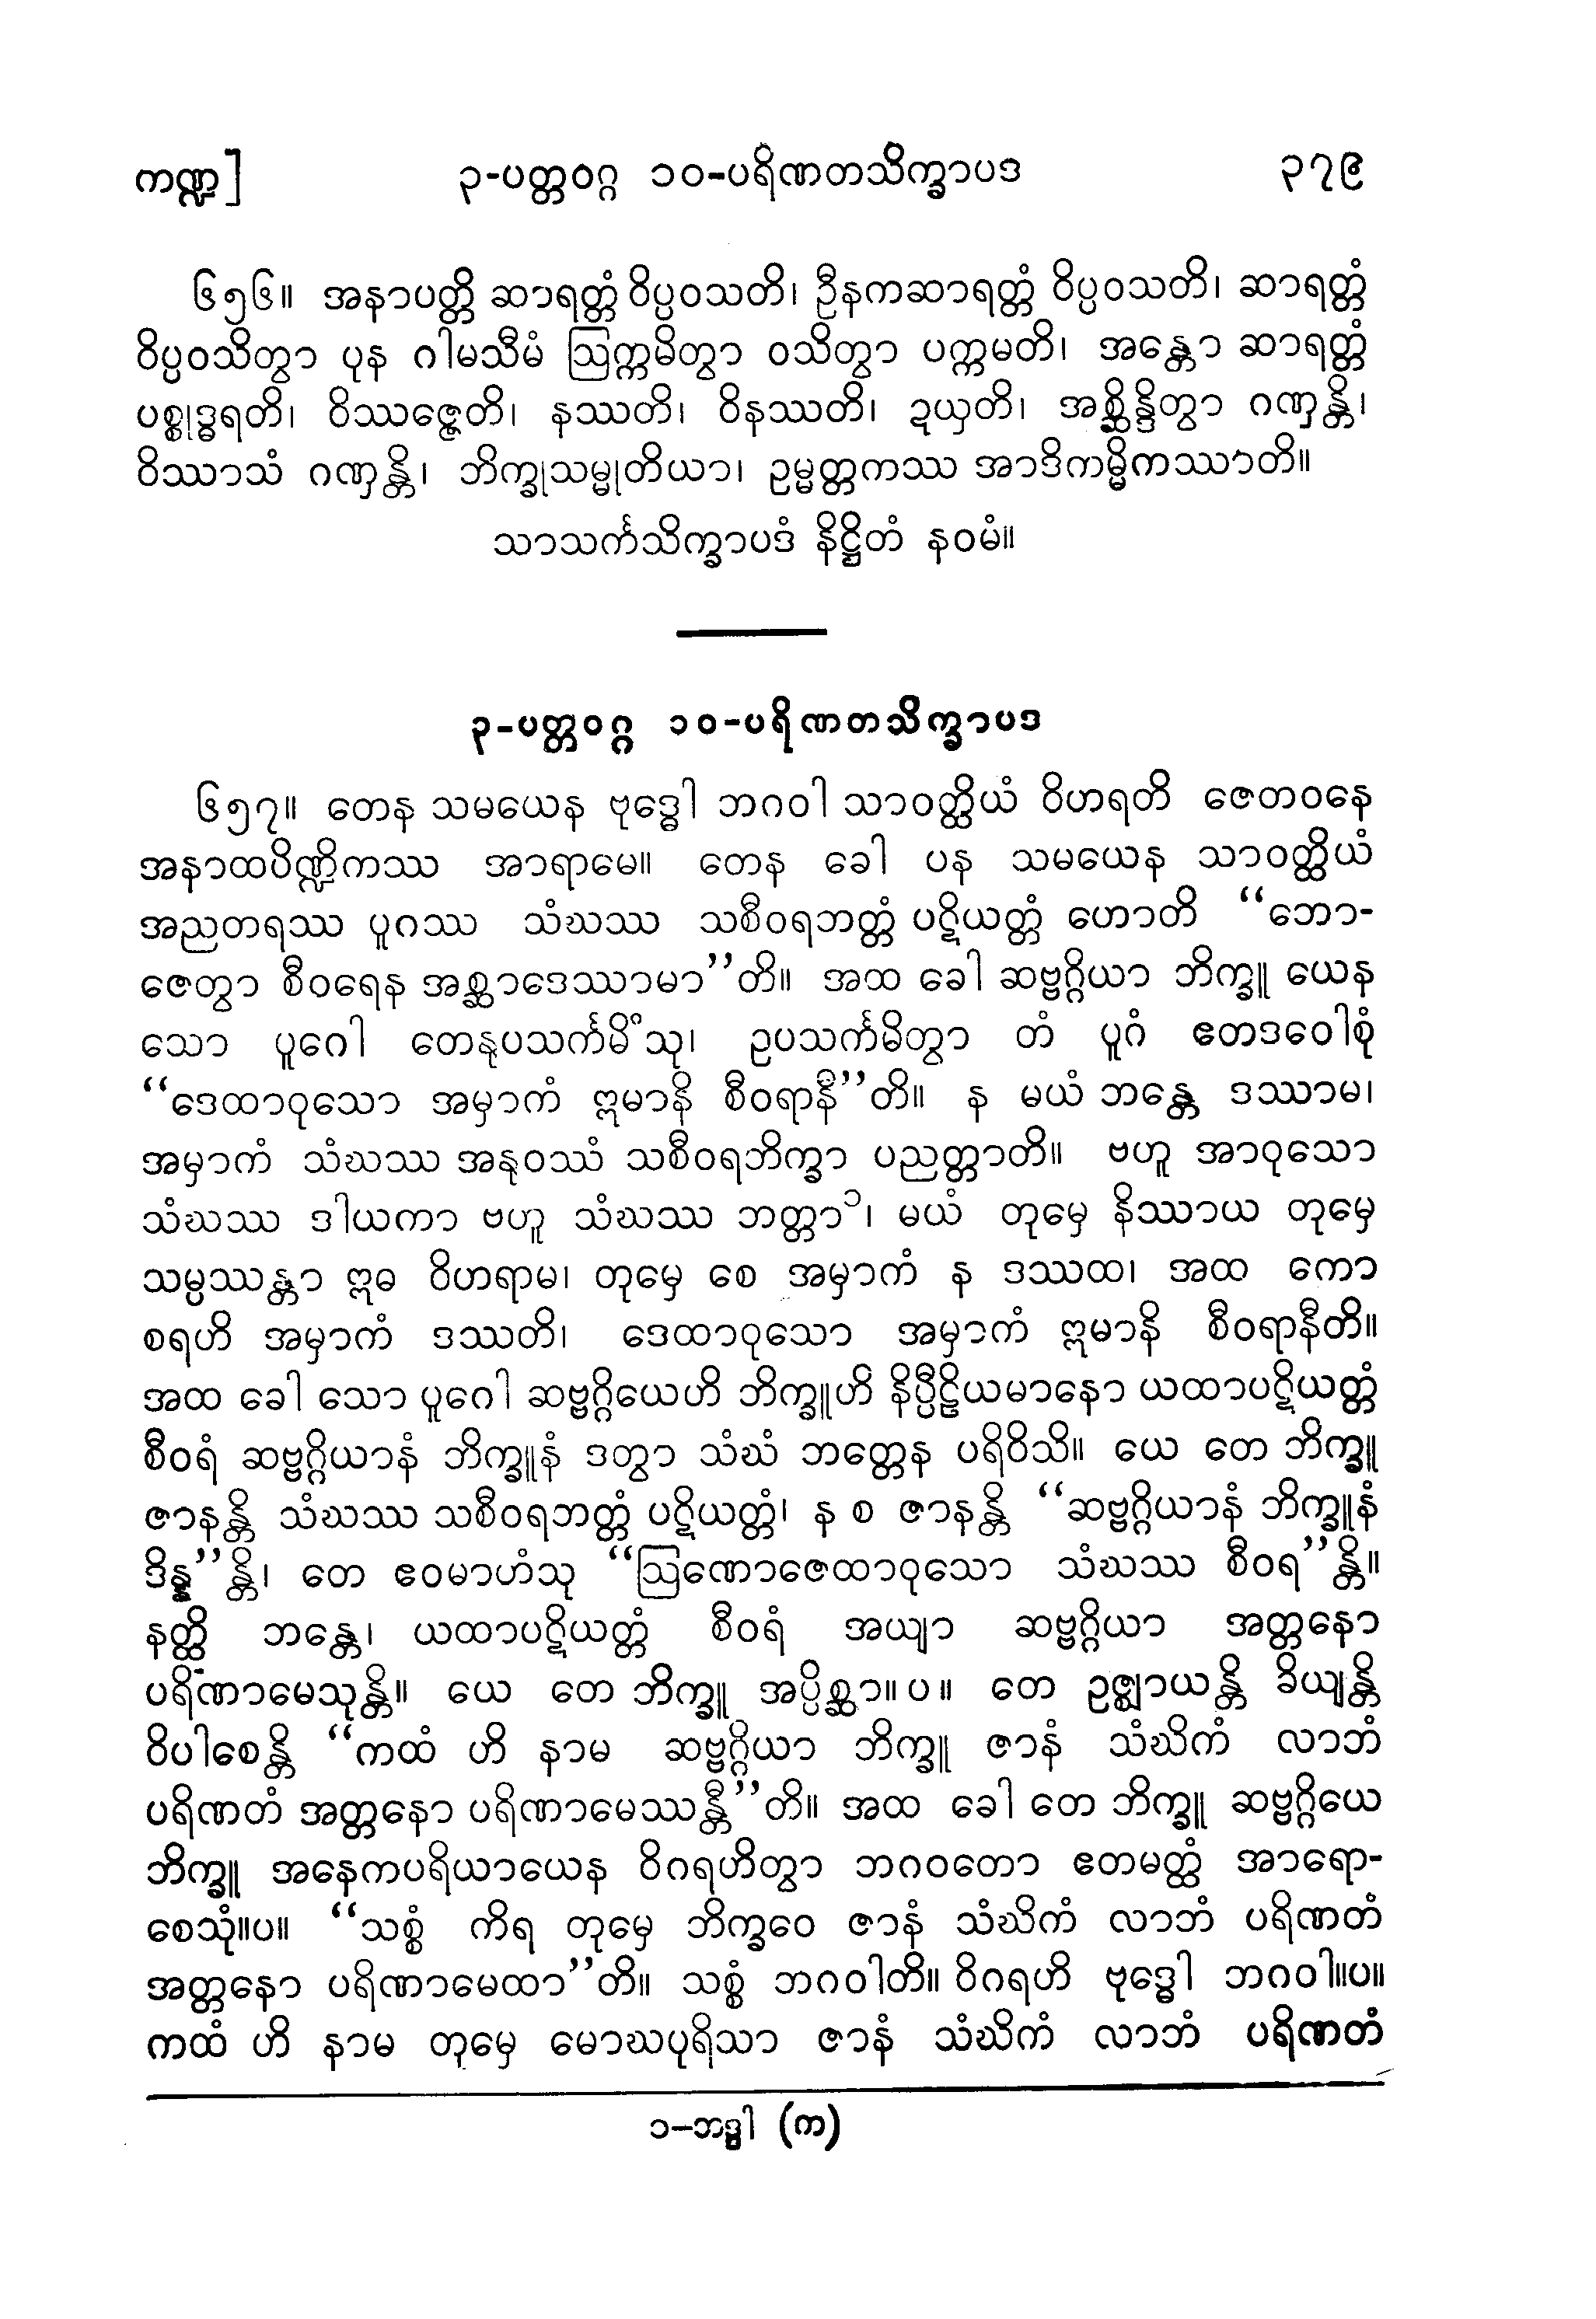 ကဏ္ဍ] ၃-ပတ္တဝဂ္ဂ ၁၀-ပရိဏတသိက္ခာပဒ ၃၇၉
၆၅၆။ အနာပတ္တိ ဆာရတ္တံ ဝိပ္ပဝသတိ၊ ဦနကဆာရတ္တံ ဝိပ္ပဝသတိ၊ ဆာရတ္တံ
ဝိပ္ပဝသိတွာ ပုန ဂါမသီမံ ဩက္ကမိတွာ ဝသိတွာ ပက္ကမတိ၊ အန္တော ဆာရတ္တံ
ပစ္စုဒ္ဓရတိ၊ ဝိဿဇ္ဇေတိ၊ နဿတိ၊ ဝိနဿတိ၊ ဍယှတိ၊ အစ္ဆိန္ဒိတွာ ဂဏှန္တိ၊
ဝိဿာသံ ဂဏှန္တိ၊ ဘိက္ခုသမ္မုတိယာ၊ ဥမ္မတ္တကဿ အာဒိကမ္မိကဿာတိ။
သာသင်္ကသိက္ခာပဒံ နိဋ္ဌိတံ နဝမံ။
၃-ပတ္တဝဂ္ဂ ၁၀-ပရိဏတသိက္ခာပဒ
၆၅၇။ တေန သမယေန ဗုဒ္ဓေါ ဘဂဝါ သာဝတ္ထိယံ ဝိဟရတိ ဇေတဝနေ
အနာထပိဏ္ဍိကဿ အာရာမေ။ တေန ခေါ ပန သမယေန သာဝတ္ထိယံ
အညတရဿ ပူဂဿ သံဃဿ သစီဝရဘတ္တံ ပဋိယတ္တံ ဟောတိ “ဘော-
ဇေတွာ စီဝရေန အစ္ဆာဒေဿာမာ”တိ။ အထ ခေါ ဆဗ္ဗဂ္ဂိယာ ဘိက္ခူ ယေန
သော ပူဂေါ တေနုပသင်္ကမိံသု၊ ဥပသင်္ကမိတွာ တံ ပူဂံ ဧတဒဝေါစုံ
“ဒေထာဝုသော အမှာကံ ဣမာနိ စီဝရာနီ”တိ။ န မယံ ဘန္တေ ဒဿာမ၊
အမှာကံ သံဃဿ အနုဝဿံ သစီဝရဘိက္ခာ ပညတ္တာတိ။ ဗဟူ အာဝုသော
သံဃဿ ဒါယကာ ဗဟူ သံဃဿ ဘတ္တာ၁၊ မယံ တုမှေ နိဿာယ တုမှေ
သမ္ပဿန္တာ ဣဓ ဝိဟရာမ၊ တုမှေ စေ အမှာကံ န ဒဿထ၊ အထ ကော
စရဟိ အမှာကံ ဒဿတိ၊ ဒေထာဝုသော အမှာကံ ဣမာနိ စီဝရာနီတိ။
အထ ခေါ သော ပူဂေါ ဆဗ္ဗဂ္ဂိယေဟိ ဘိက္ခူဟိ နိပ္ပီဠိယမာနော ယထာပဋိယတ္တံ
စီဝရံ ဆဗ္ဗဂ္ဂိယာနံ ဘိက္ခူနံ ဒတွာ သံဃံ ဘတ္တေန ပရိဝိသိ။ ယေ တေ ဘိက္ခူ
ဇာနန္တိ သံဃဿ သစီဝရဘတ္တံ ပဋိယတ္တံ၊ န စ ဇာနန္တိ “ဆဗ္ဗဂ္ဂိယာနံ ဘိက္ခူနံ
ဒိန္န”န္တိ၊ တေ ဧဝမာဟံသု “ဩဏောဇေထာဝုသော သံဃဿ စီဝရ”န္တိ။
နတ္ထိ ဘန္တေ၊ ယထာပဋိယတ္တံ စီဝရံ အယျာ ဆဗ္ဗဂ္ဂိယာ အတ္တနော
ပရိဏာမေသုန္တိ။ ယေ တေ ဘိက္ခူ အပ္ပိစ္ဆာ။ပ။ တေ ဥဇ္ဈာယန္တိ ခိယျန္တိ
ဝိပါစေန္တိ “ကထံ ဟိ နာမ ဆဗ္ဗဂ္ဂိယာ ဘိက္ခူ ဇာနံ သံဃိကံ လာဘံ
ပရိဏတံ အတ္တနော ပရိဏာမေဿန္တီ”တိ။ အထ ခေါ တေ ဘိက္ခူ ဆဗ္ဗဂ္ဂိယေ
ဘိက္ခူ အနေကပရိယာယေန ဝိဂရဟိတွာ ဘဂဝတော ဧတမတ္ထံ အာရော-
စေသုံ။ပ။ “သစ္စံ ကိရ တုမှေ ဘိက္ခဝေ ဇာနံ သံဃိကံ လာဘံ ပရိဏတံ
အတ္တနော ပရိဏာမေထာ”တိ။ သစ္စံ ဘဂဝါတိ။ ဝိဂရဟိ ဗုဒ္ဓေါ ဘဂဝါ။ပ။
ကထံ ဟိ နာမ တုမှေ မောဃပုရိသာ ဇာနံ သံဃိကံ လာဘံ ပရိဏတံ
၁−ဘဒ္ဒါ (က)